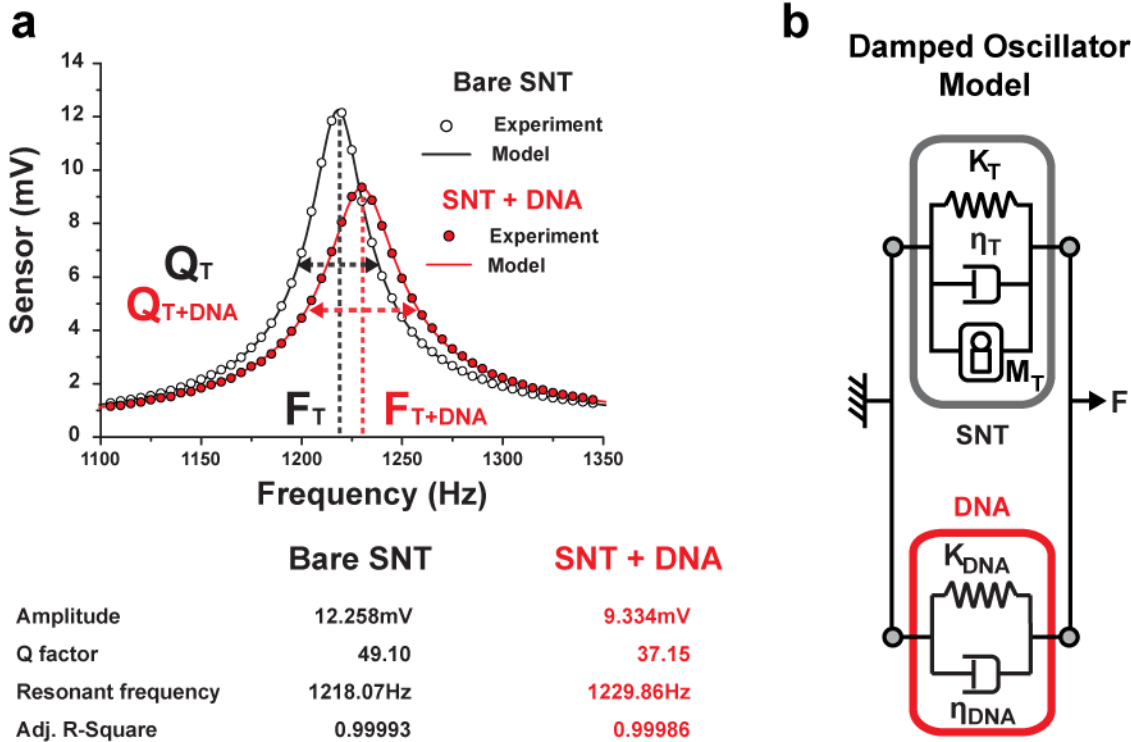 a
14
12
10
8
6
4
2
0
Sensor (mV)
Bare SNT
Experiment
Model
SNT + DNA
Experiment
Model
QT
QT+DNA
FT
FT+DNA
1100 1150 1200 1250 1300 1350
Frequency (Hz)
Bare SNT SNT + DNA
Amplitude 12.258mV 9.334mV
Q factor 49.10 37.15
Resonant frequency 1218.07Hz 1229.86Hz
Adj. R-Square 0.99993 0.99986
b
Damped Oscillator
Model
KT
ηT
MT
SNT
F
DNA
KDNA
ηDNA